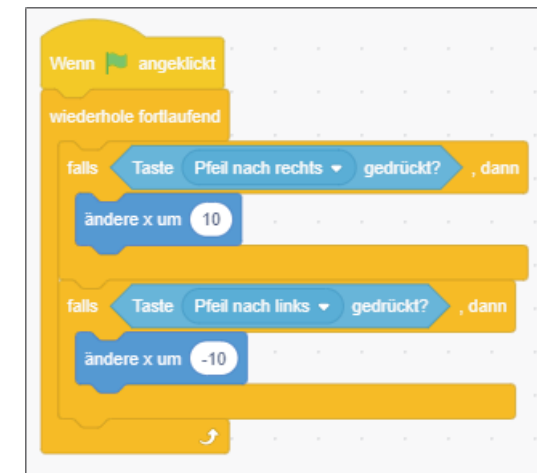 Wenn angeklickt
wiederhole fortlaufend
falls Taste Pfeil nach rechts gedrückt? , dann
ändere x um 10
falls Taste Pfeil nach links gedrückt? , dann
ändere x um -10